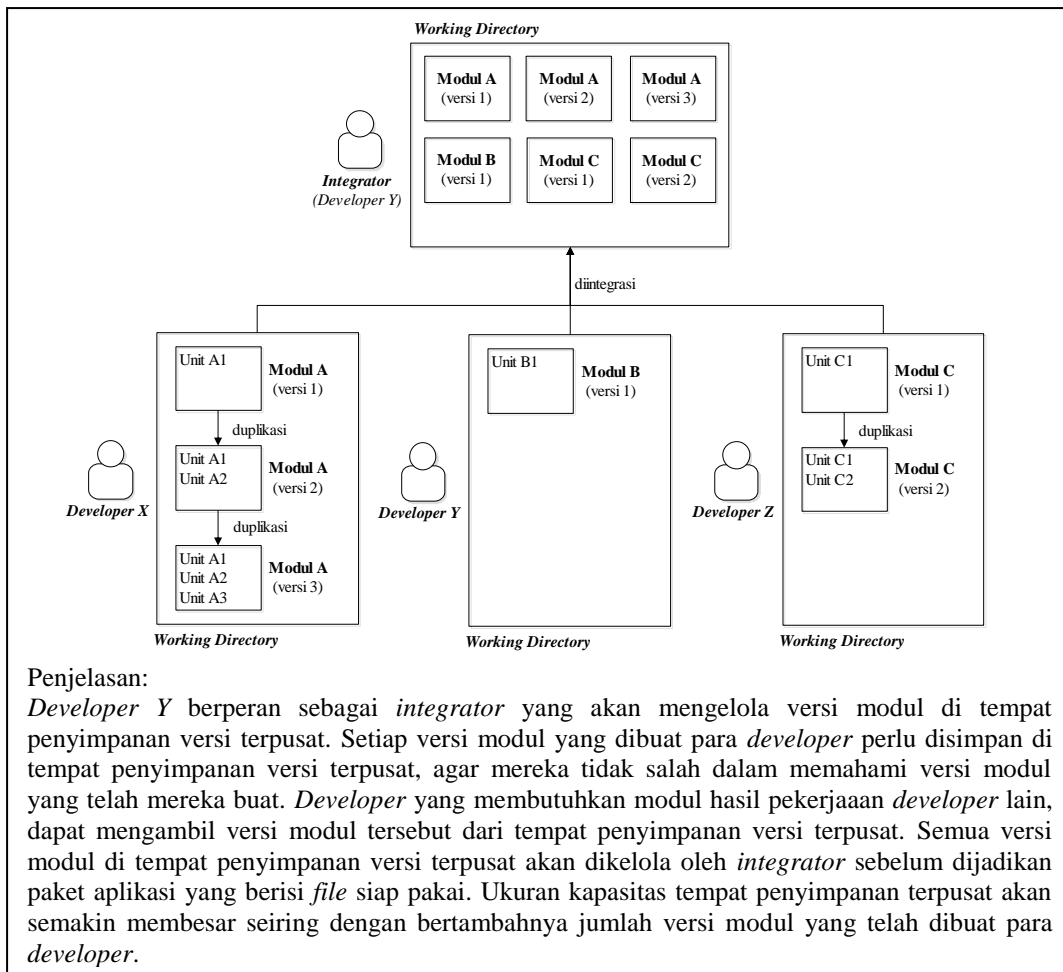 Working Directory
Modul A
(versi 1)
Modul A
(versi 2)
Modul A
(versi 3)
Modul B
(versi 1)
Modul C
(versi 1)
Modul C
(versi 2)
Integrator
(Developer Y)
diintegrasi
Unit A1
Modul A
(versi 1)
duplikasi
Unit A1
Unit A2
Modul A
(versi 2)
duplikasi
Unit A1
Unit A2
Unit A3
Modul A
(versi 3)
Developer X
Working Directory
Unit B1
Modul B
(versi 1)
Developer Y
Working Directory
Unit C1
Modul C
(versi 1)
duplikasi
Unit C1
Unit C2
Modul C
(versi 2)
Developer Z
Working Directory
Penjelasan:
Developer Y berperan sebagai integrator yang akan mengelola versi modul di tempat
penyimpanan versi terpusat. Setiap versi modul yang dibuat para developer perlu disimpan di
tempat penyimpanan versi terpusat, agar mereka tidak salah dalam memahami versi modul
yang telah mereka buat. Developer yang membutuhkan modul hasil pekerjaaan developer lain,
dapat mengambil versi modul tersebut dari tempat penyimpanan versi terpusat. Semua versi
modul di tempat penyimpanan versi terpusat akan dikelola oleh integrator sebelum dijadikan
paket aplikasi yang berisi file siap pakai. Ukuran kapasitas tempat penyimpanan terpusat akan
semakin membesar seiring dengan bertambahnya jumlah versi modul yang telah dibuat para
developer.